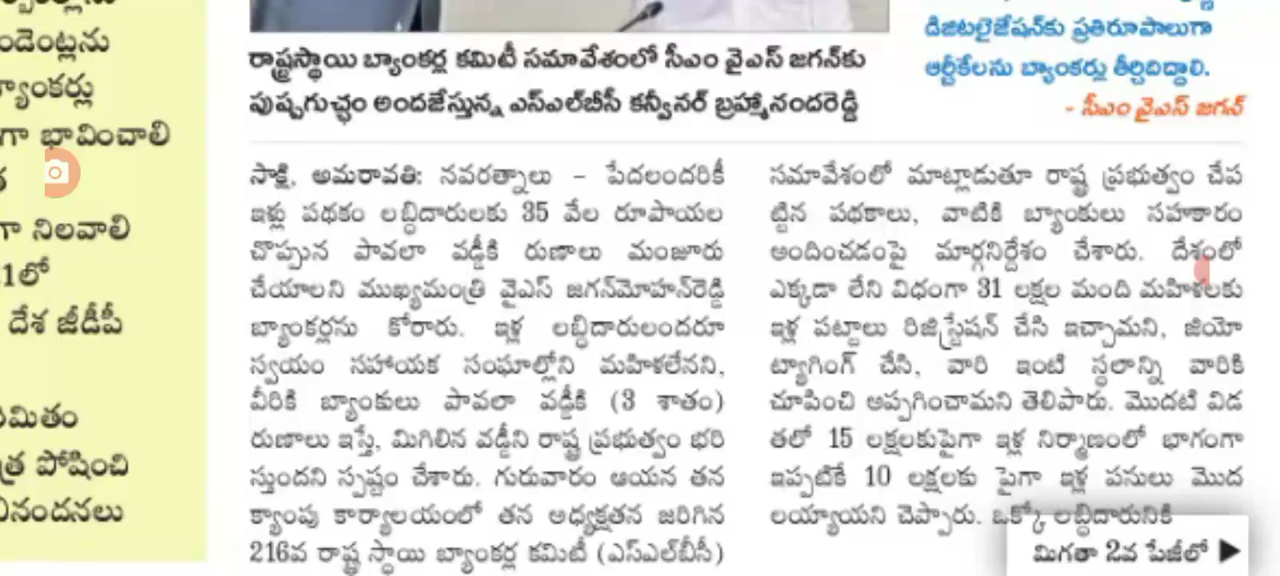 డెంట్లను
బ్యాంకర్లు
గా భావించాలి
గా నిలవాలి
1లో
దేశ జీడీపీ
పోషించి
రాష్ట్రస్థాయి బ్యాంకర్ల కమిటీ సమావేశంలో సీఎం వైఎస్ జగన్‌కు
పుష్పగుచ్ఛం అందజేస్తున్న ఎస్ఎల్‌బీసీ కన్వీనర్ బ్రహ్మానందరెడ్డి
డిజిటలైజేషన్‌కు ప్రతిరూపాలుగా
ఆర్బీకేలను బ్యాంకర్లు తీర్చిదిద్దాలి.
- సీఎం వైఎస్ జగన్
సాక్షి, అమరావతి: నవరత్నాలు – పేదలందరికీ
ఇళ్లు పథకం లబ్ధిదారులకు 35 వేల రూపాయల
చొప్పున పావలా వడ్డీకి రుణాలు మంజూరు
చేయాలని ముఖ్యమంత్రి వైఎస్ జగన్‌మోహన్‌రెడ్డి
బ్యాంకర్లను కోరారు. ఇళ్ల లబ్ధిదారులందరూ
స్వయం సహాయక సంఘాల్లోని మహిళలేనని,
వీరికి బ్యాంకులు పావలా వడ్డీకి (3 శాతం)
రుణాలు ఇస్తే, మిగిలిన వడ్డీని రాష్ట్ర ప్రభుత్వం భరి
స్తుందని స్పష్టం చేశారు. గురువారం ఆయన తన
క్యాంపు కార్యాలయంలో తన అధ్యక్షతన జరిగిన
216వ రాష్ట్ర స్థాయి బ్యాంకర్ల కమిటీ (ఎస్ఎల్‌బీసీ)
సమావేశంలో మాట్లాడుతూ రాష్ట్ర ప్రభుత్వం చేప
ట్టిన పథకాలు, వాటికి బ్యాంకులు సహకారం
అందించడంపై మార్గనిర్దేశం చేశారు. దేశంలో
ఎక్కడా లేని విధంగా 31 లక్షల మంది మహిళలకు
ఇళ్ల పట్టాలు రిజిస్ట్రేషన్ చేసి ఇచ్చామని, జియో
ట్యాగింగ్ చేసి, వారి ఇంటి స్థలాన్ని వారికి
చూపించి అప్పగించామని తెలిపారు. మొదటి విడ
తలో 15 లక్షలకుపైగా ఇళ్ల నిర్మాణంలో భాగంగా
ఇప్పటికే 10 లక్షలకు పైగా ఇళ్ల పనులు మొద
లయ్యాయని చెప్పారు. ఒక్కో లబ్ధిదారునికి
మిగతా 2వ పేజీలో ▶